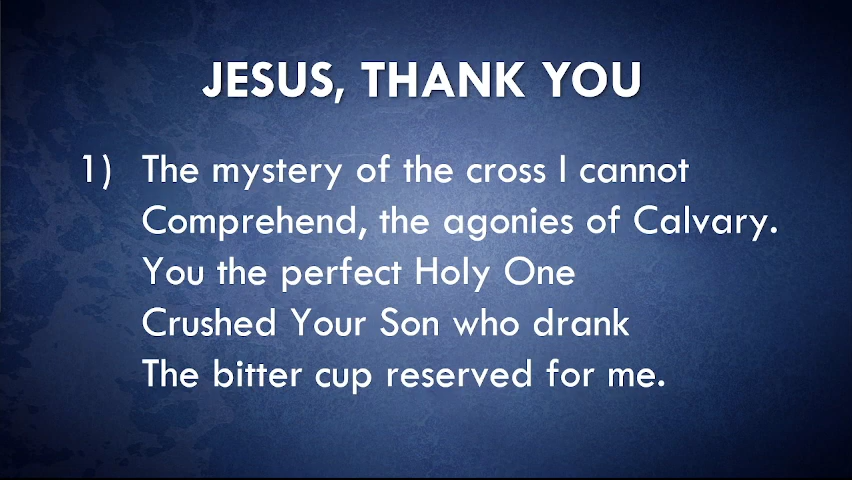 JESUS, THANK YOU
1) The mystery of the cross I cannot
Comprehend, the agonies of Calvary.
You the perfect Holy One
Crushed Your Son who drank
The bitter cup reserved for me.